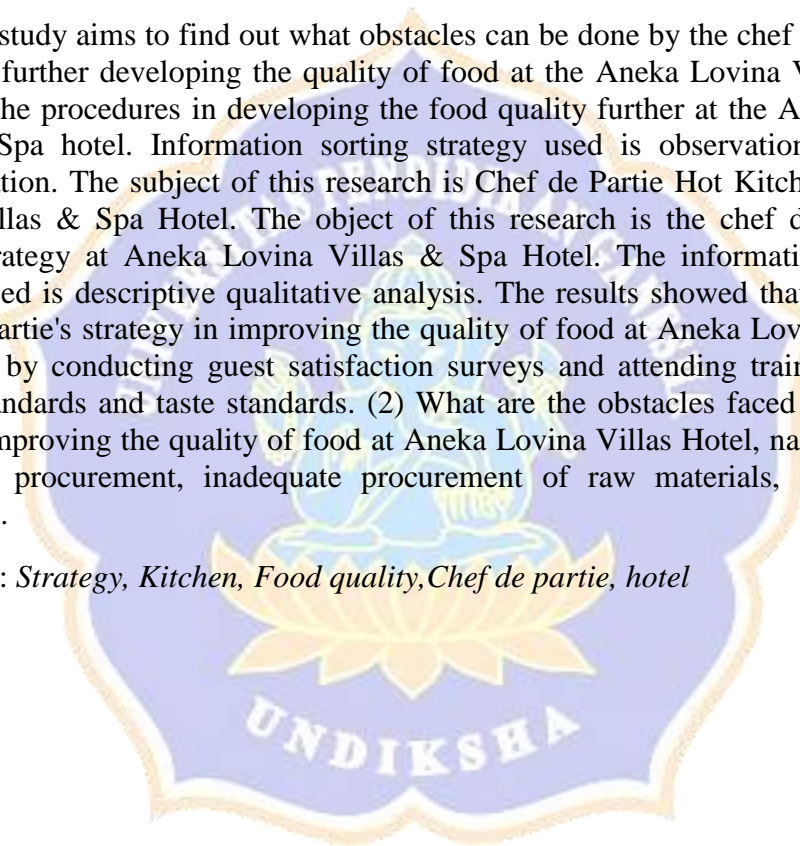 study aims to find out what obstacles can be done by the chef
further developing the quality of food at the Aneka Lovina V
he procedures in developing the food quality further at the A
Spa hotel. Information sorting strategy used is observation
tion. The subject of this research is Chef de Partie Hot Kitch
llas & Spa Hotel. The object of this research is the chef d
rategy at Aneka Lovina Villas & Spa Hotel. The informati
ed is descriptive qualitative analysis. The results showed that
artie's strategy in improving the quality of food at Aneka Lov
by conducting guest satisfaction surveys and attending train
andards and taste standards. (2) What are the obstacles faced
mproving the quality of food at Aneka Lovina Villas Hotel, na
procurement, inadequate procurement of raw materials,
.
: Strategy, Kitchen, Food quality,Chef de partie, hotel
UNDIKSHA